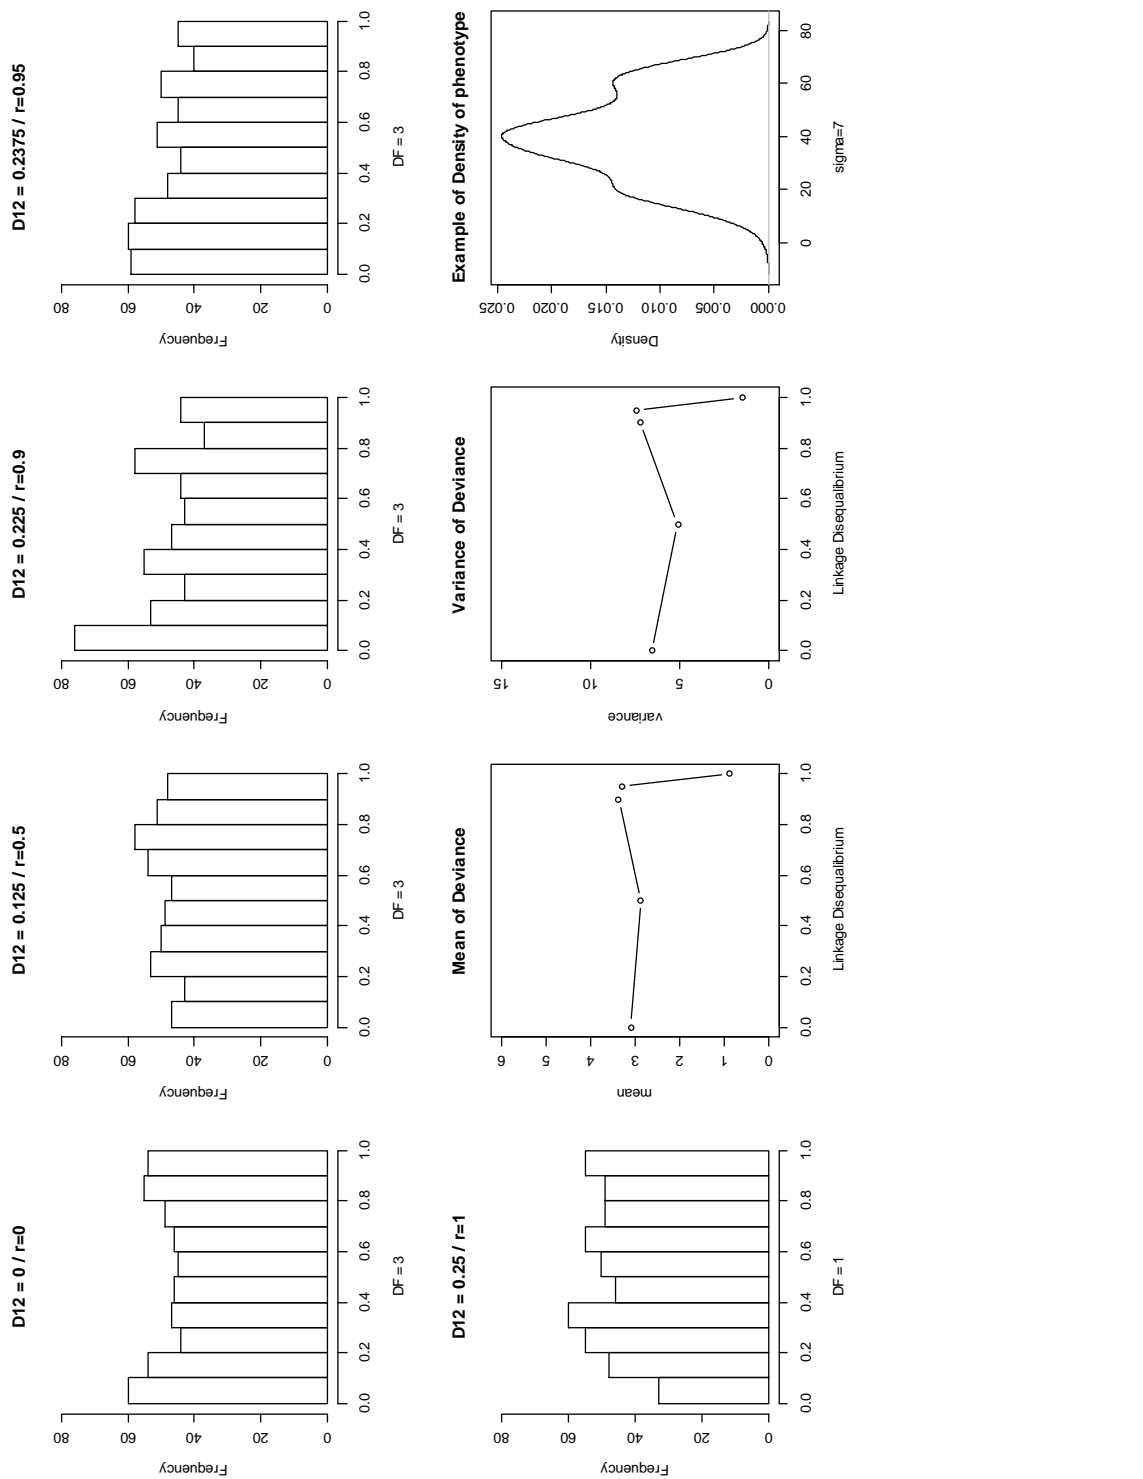 D12 = 0 / r=0
Frequency
0 20 40 60 80
0.0 0.2 0.4 0.6 0.8 1.0
DF = 3
D12 = 0.125 / r=0.5
Frequency
0 20 40 60 80
0.0 0.2 0.4 0.6 0.8 1.0
DF = 3
D12 = 0.225 / r=0.9
Frequency
0 20 40 60 80
0.0 0.2 0.4 0.6 0.8 1.0
DF = 3
D12 = 0.2375 / r=0.95
Frequency
0 20 40 60 80
0.0 0.2 0.4 0.6 0.8 1.0
DF = 3
D12 = 0.25 / r=1
Frequency
0 20 40 60 80
0.0 0.2 0.4 0.6 0.8 1.0
DF = 1
Mean of Deviance
mean
0 1 2 3 4 5 6
0.0 0.2 0.4 0.6 0.8 1.0
Linkage Disequalibrium
Variance of Deviance
variance
0 5 10 15
0.0 0.2 0.4 0.6 0.8 1.0
Linkage Disequalibrium
Example of Density of phenotype
Density
0.000 0.005 0.010 0.015 0.020 0.025
0 20 40 60 80
sigma=7